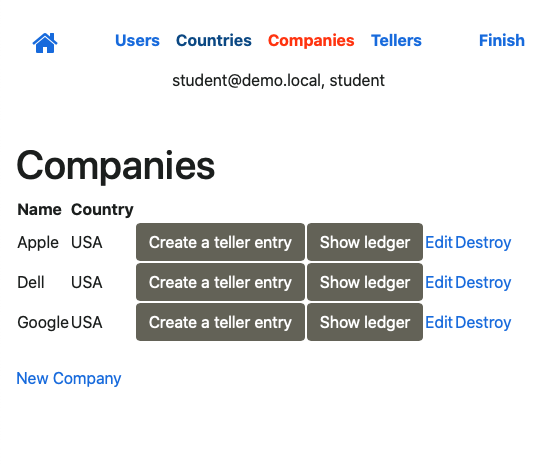 Users Countries Companies Tellers Finish
student@demo.local, student
Companies
Name Country
Apple USA Create a teller entry Show ledger Edit Destroy
Dell USA Create a teller entry Show ledger Edit Destroy
Google USA Create a teller entry Show ledger Edit Destroy
New Company